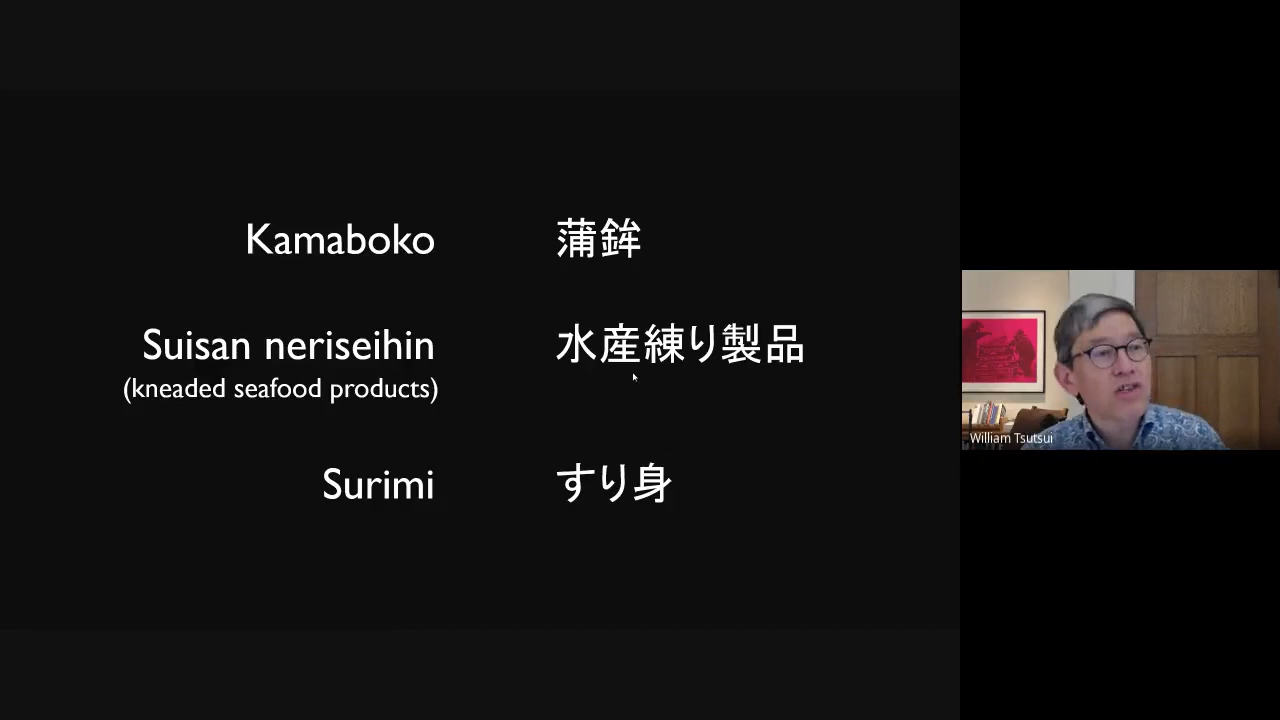 Kamaboko 蒲鉾
Suisan neriseihin 水産練り製品
(kneaded seafood products)
Surimi すり身
William Tsutsui